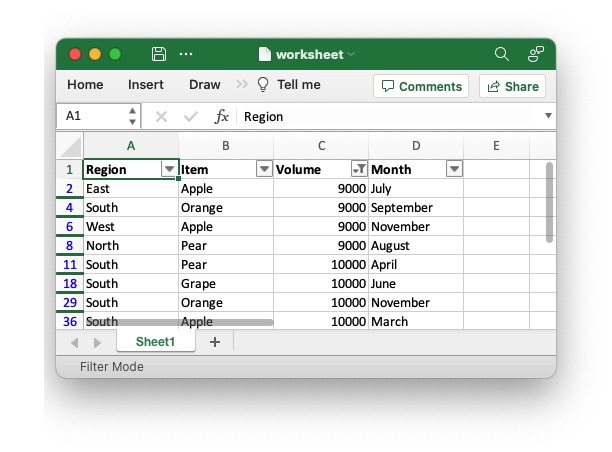 worksheet
Home Insert Draw >> Tell me Comments Share
A1 fx Region
A B C D E
1 Region Item Volume Month
2 East Apple 9000 July
4 South Orange 9000 September
6 West Apple 9000 November
8 North Pear 9000 August
11 South Pear 10000 April
18 South Grape 10000 June
29 South Orange 10000 November
36 South Apple 10000 March
Sheet1 +
Filter Mode